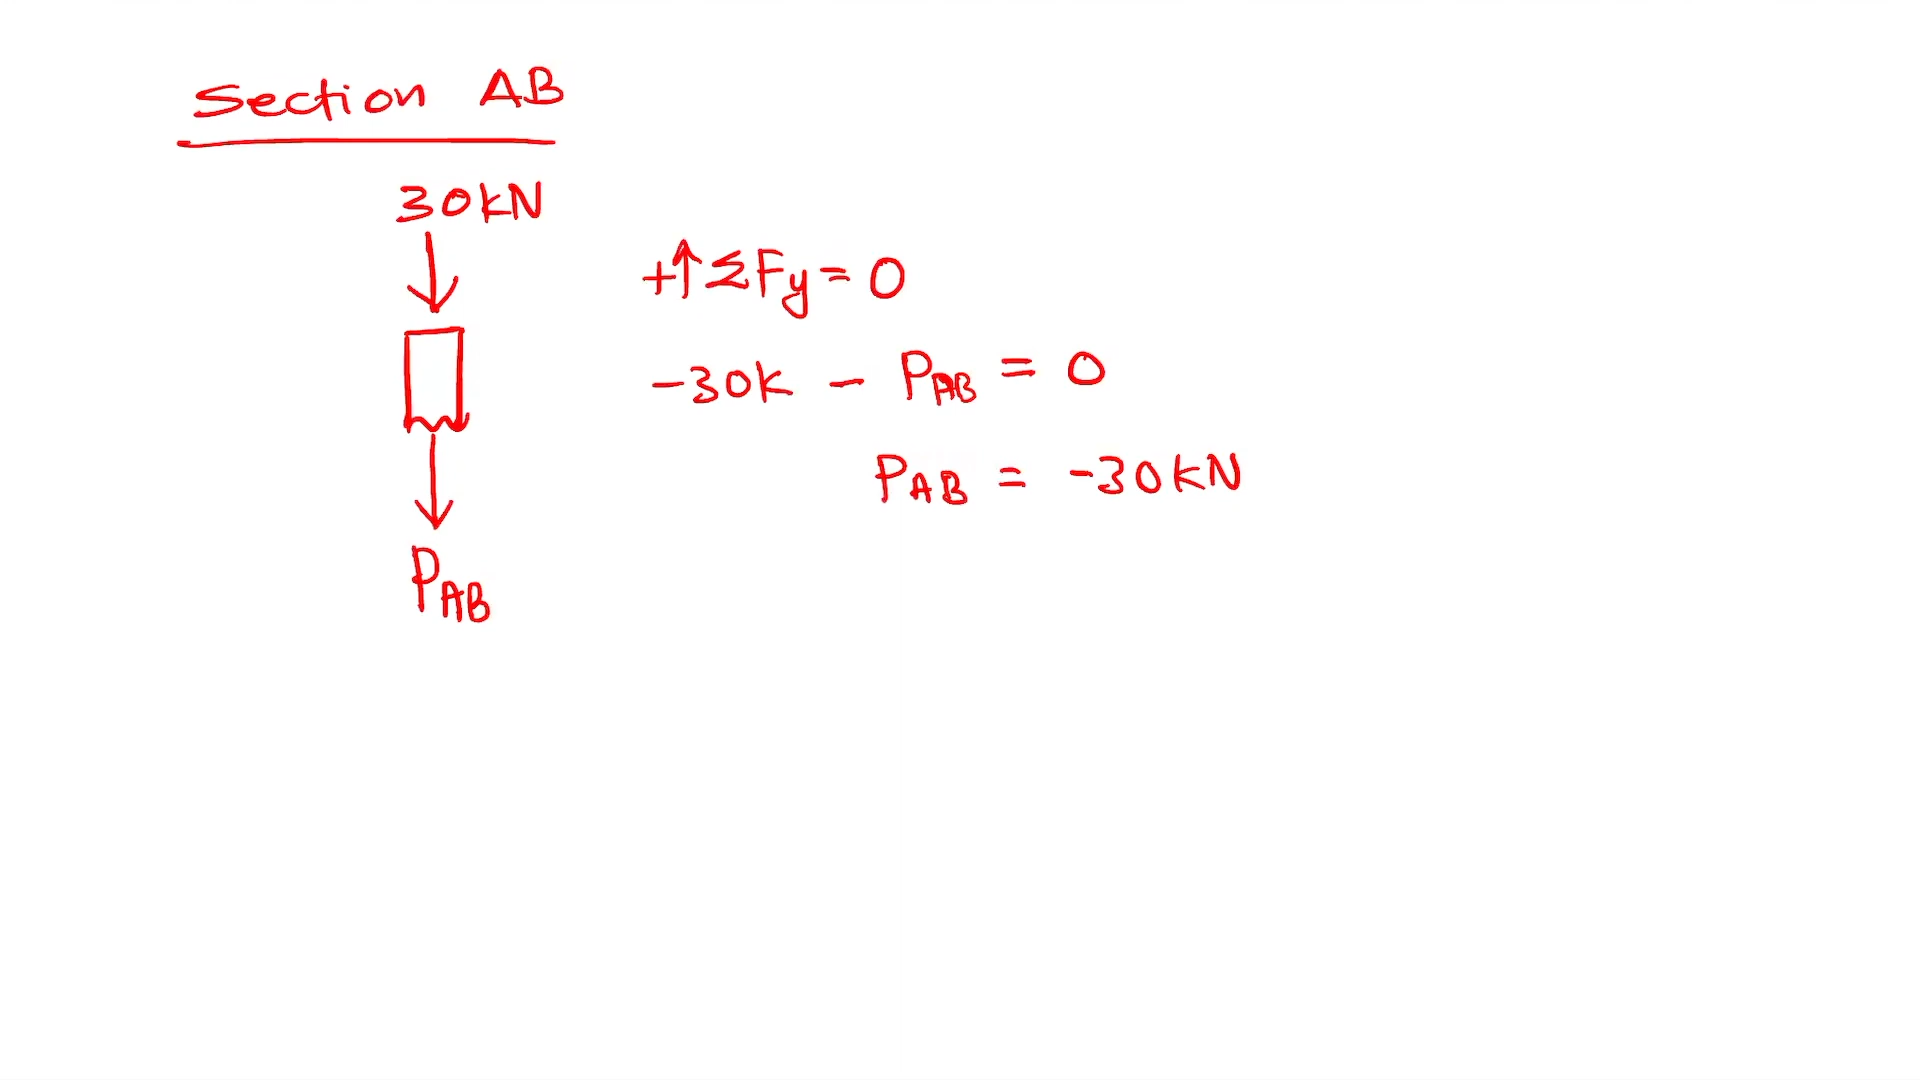 Section AB
30kN
+↑ΣFy = 0
-30k - PAB = 0
PAB = -30kN
PAB